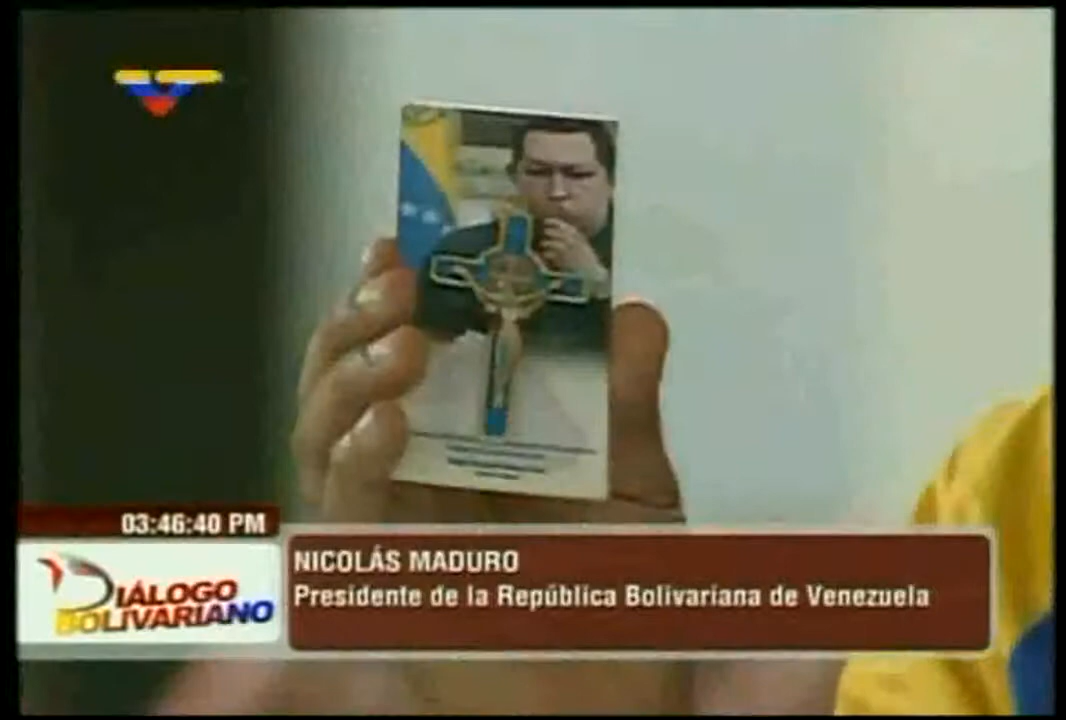 03:46:40 PM
NICOLÁS MADURO
DIÁLOGO
BOLIVARIANO
Presidente de la República Bolivariana de Venezuela